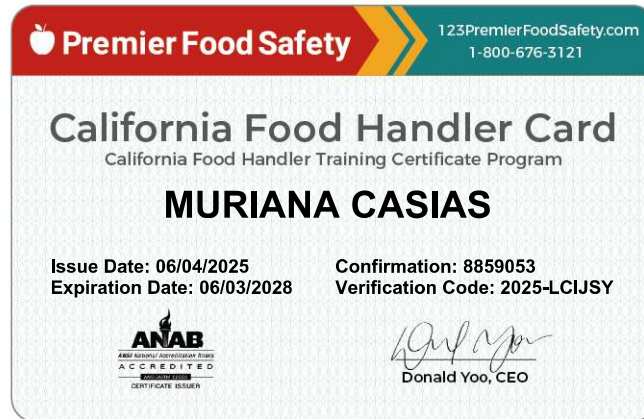 Premier Food Safety
123PremierFoodSafety.com
1-800-676-3121
California Food Handler Card
California Food Handler Training Certificate Program
MURIANA CASIAS
Issue Date: 06/04/2025
Expiration Date: 06/03/2028
Confirmation: 8859053
Verification Code: 2025-LCIJSY
ANAB
ANSI National Accreditation Board
ACCREDITED
CERTIFICATE ISSUER
Donald Yoo, CEO